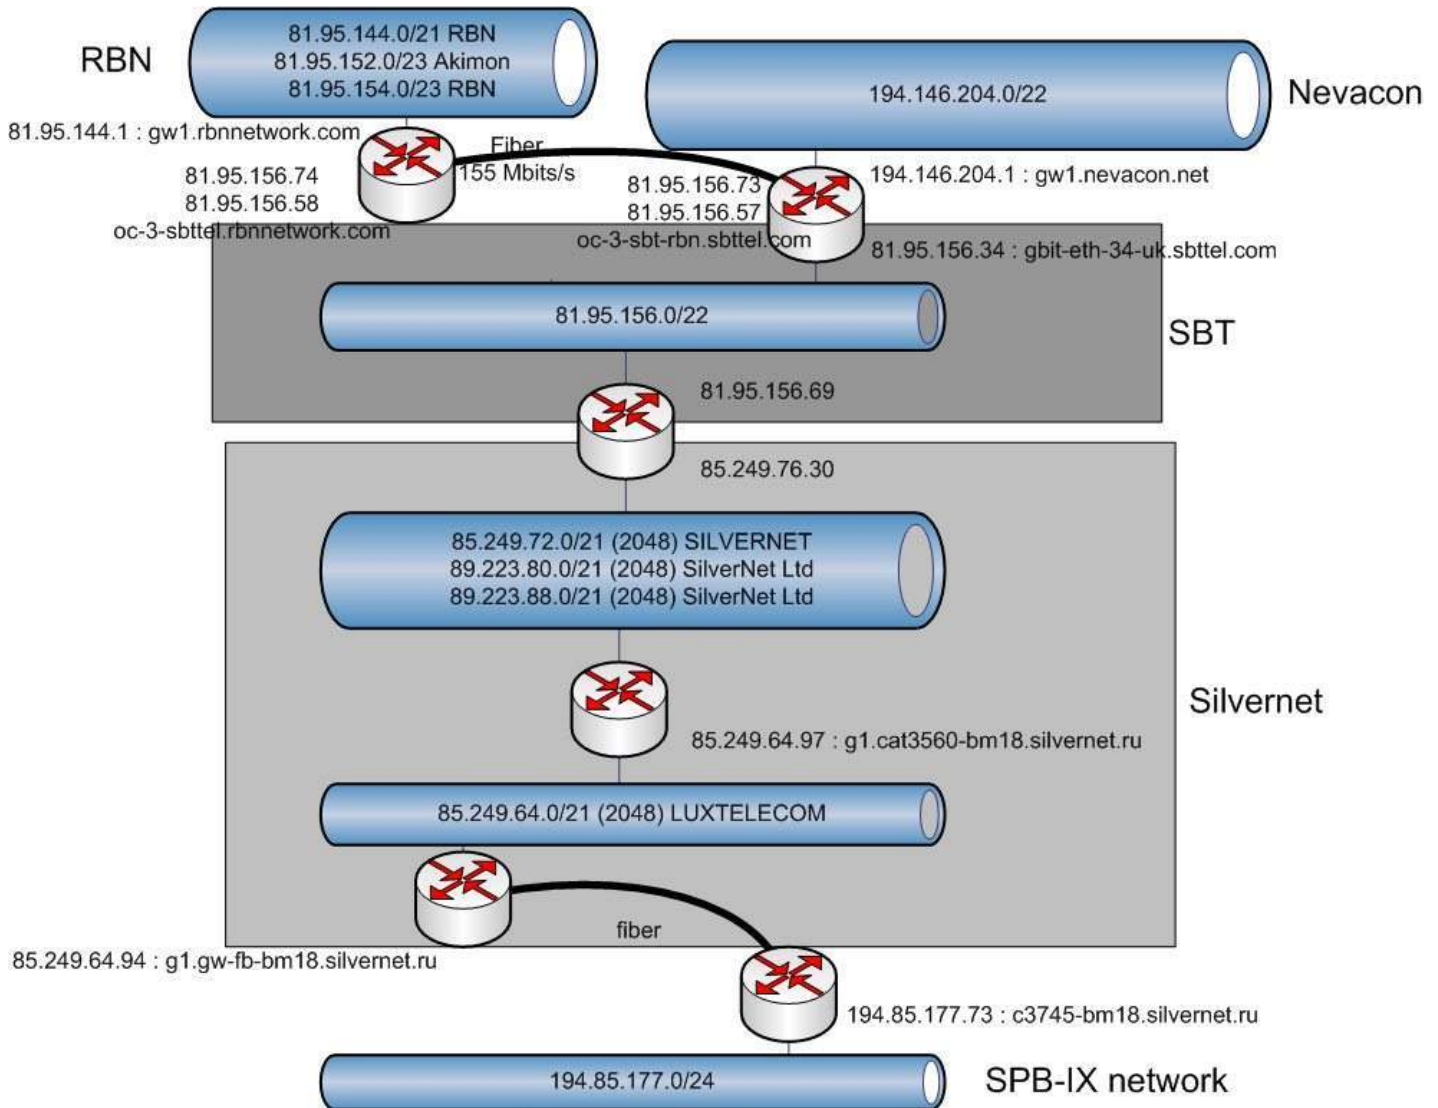 RBN
81.95.144.0/21 RBN
81.95.152.0/23 Akimon
81.95.154.0/23 RBN
194.146.204.0/22
Nevacon
81.95.144.1 : gw1.rbnnetwork.com
Fiber
155 Mbits/s
81.95.156.74
81.95.156.58
oc-3-sbttel.rbnnetwork.com
81.95.156.73
81.95.156.57
oc-3-sbt-rbn.sbttel.com
194.146.204.1 : gw1.nevacon.net
81.95.156.34 : gbit-eth-34-uk.sbttel.com
81.95.156.0/22
SBT
81.95.156.69
85.249.76.30
85.249.72.0/21 (2048) SILVERNET
89.223.80.0/21 (2048) SilverNet Ltd
89.223.88.0/21 (2048) SilverNet Ltd
Silvernet
85.249.64.97 : g1.cat3560-bm18.silvernet.ru
85.249.64.0/21 (2048) LUXTELECOM
fiber
85.249.64.94 : g1.gw-fb-bm18.silvernet.ru
194.85.177.73 : c3745-bm18.silvernet.ru
194.85.177.0/24
SPB-IX network